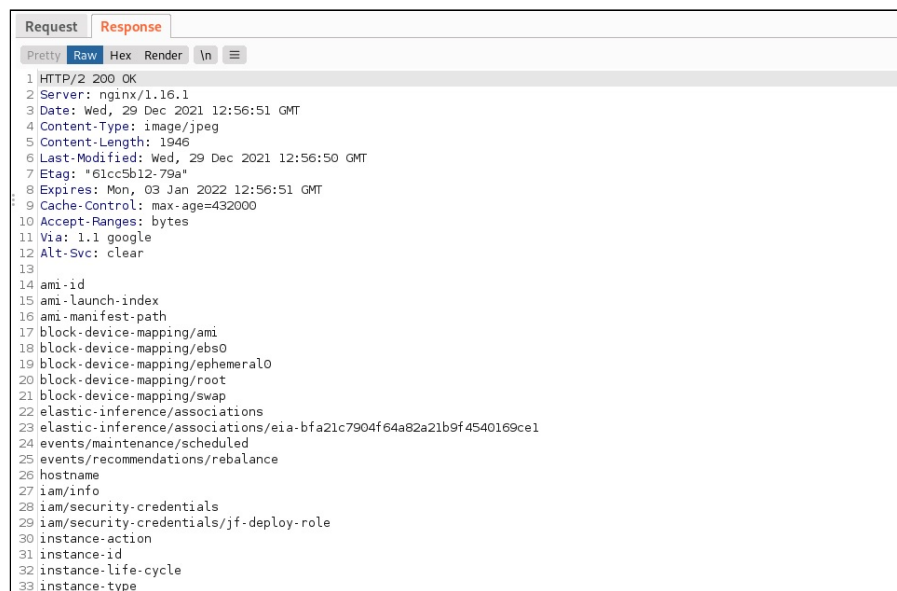 Request Response
Pretty Raw Hex Render \n
1 HTTP/2 200 OK
2 Server: nginx/1.16.1
3 Date: Wed, 29 Dec 2021 12:56:51 GMT
4 Content-Type: image/jpeg
5 Content-Length: 1946
6 Last-Modified: Wed, 29 Dec 2021 12:56:50 GMT
7 Etag: "61cc5b12-79a"
8 Expires: Mon, 03 Jan 2022 12:56:51 GMT
9 Cache-Control: max-age=432000
10 Accept-Ranges: bytes
11 Via: 1.1 google
12 Alt-Svc: clear
13
14 ami-id
15 ami-launch-index
16 ami-manifest-path
17 block-device-mapping/ami
18 block-device-mapping/ebs0
19 block-device-mapping/ephemeral0
20 block-device-mapping/root
21 block-device-mapping/swap
22 elastic-inference/associations
23 elastic-inference/associations/eia-bfa21c7904f64a82a21b9f4540169ce1
24 events/maintenance/scheduled
25 events/recommendations/rebalance
26 hostname
27 iam/info
28 iam/security-credentials
29 iam/security-credentials/jf-deploy-role
30 instance-action
31 instance-id
32 instance-life-cycle
33 instance-type